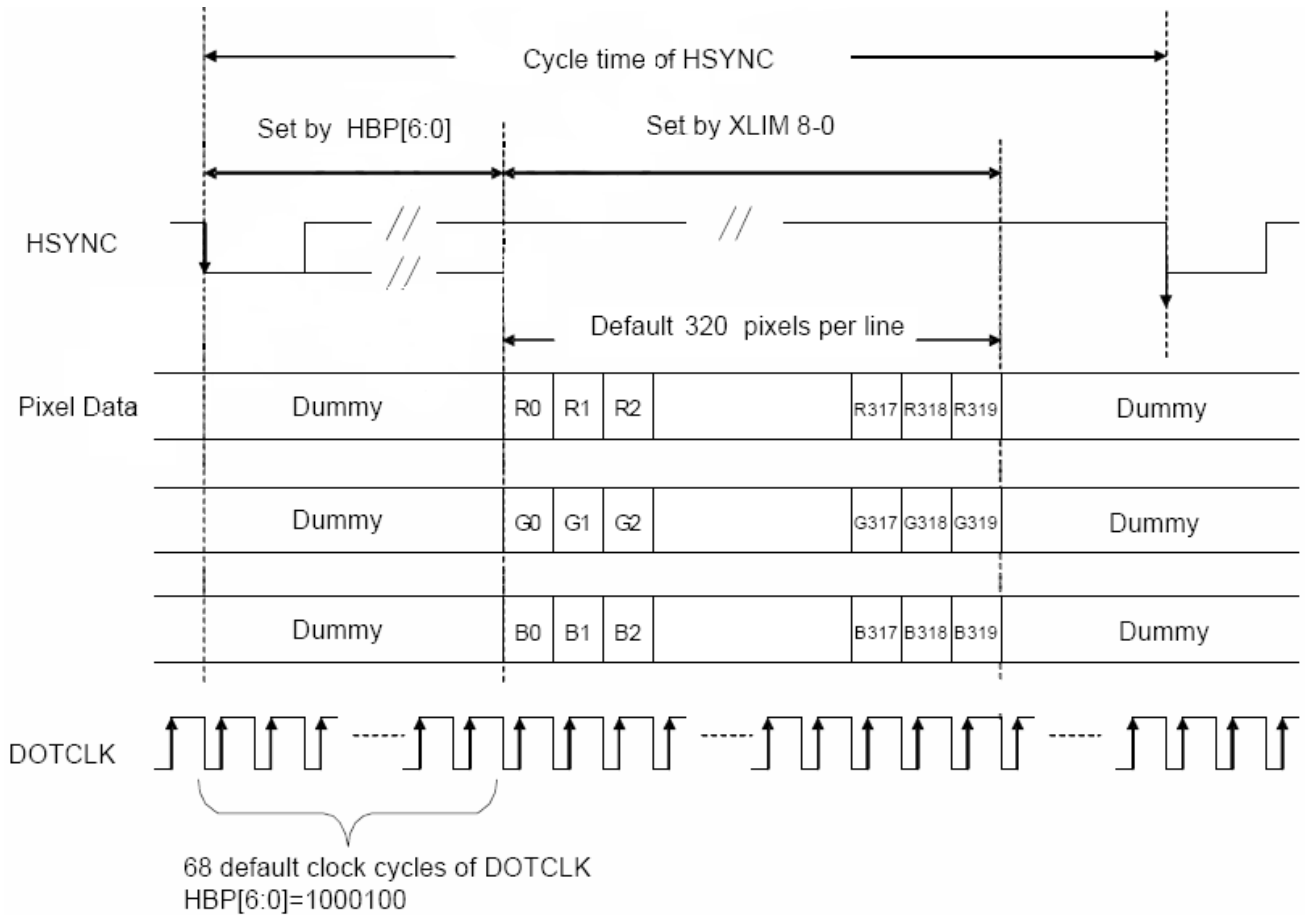 Cycle time of HSYNC
Set by HBP[6:0]
Set by XLIM 8-0
HSYNC
Default 320 pixels per line
Pixel Data
Dummy
R0
R1
R2
R317
R318
R319
Dummy
Dummy
G0
G1
G2
G317
G318
G319
Dummy
Dummy
B0
B1
B2
B317
B318
B319
Dummy
DOTCLK
68 default clock cycles of DOTCLK
HBP[6:0]=1000100